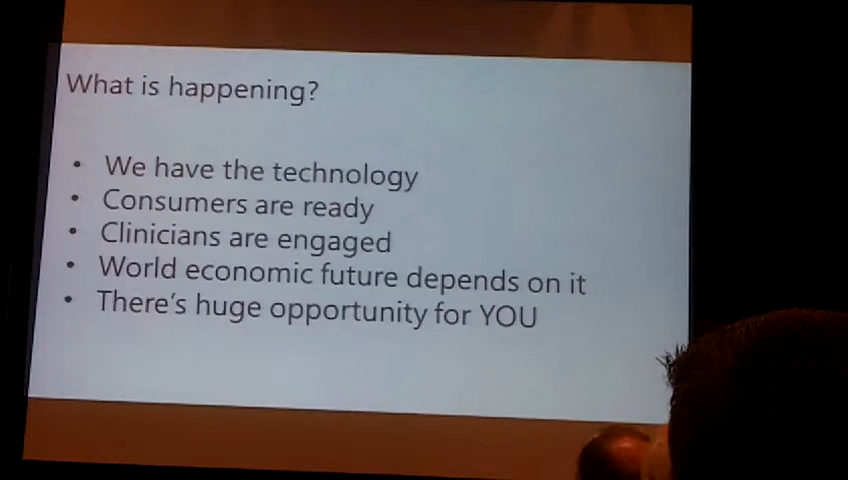 What is happening?
• We have the technology
• Consumers are ready
• Clinicians are engaged
• World economic future depends on it
• There's huge opportunity for YOU